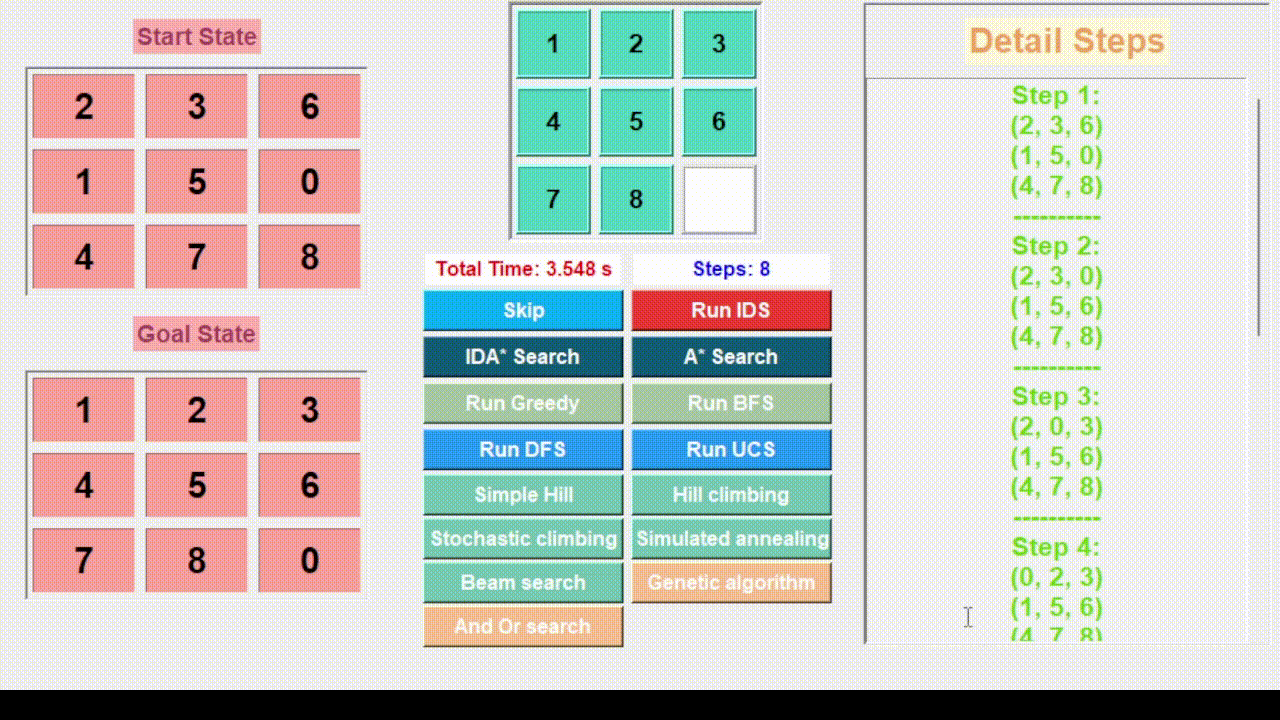 Start State
2 3 6
1 5 0
4 7 8
Goal State
1 2 3
4 5 6
7 8 0
1 2 3
4 5 6
7 8
Total Time: 3.548 s
Steps: 8
Skip
Run IDS
IDA* Search
A* Search
Run Greedy
Run BFS
Run DFS
Run UCS
Simple Hill
Hill climbing
Stochastic climbing
Simulated annealing
Beam search
Genetic algorithm
And Or search
Detail Steps
Step 1:
(2, 3, 6)
(1, 5, 0)
(4, 7, 8)
----------
Step 2:
(2, 3, 0)
(1, 5, 6)
(4, 7, 8)
----------
Step 3:
(2, 0, 3)
(1, 5, 6)
(4, 7, 8)
----------
Step 4:
(0, 2, 3)
(1, 5, 6)
(4, 7, 8)